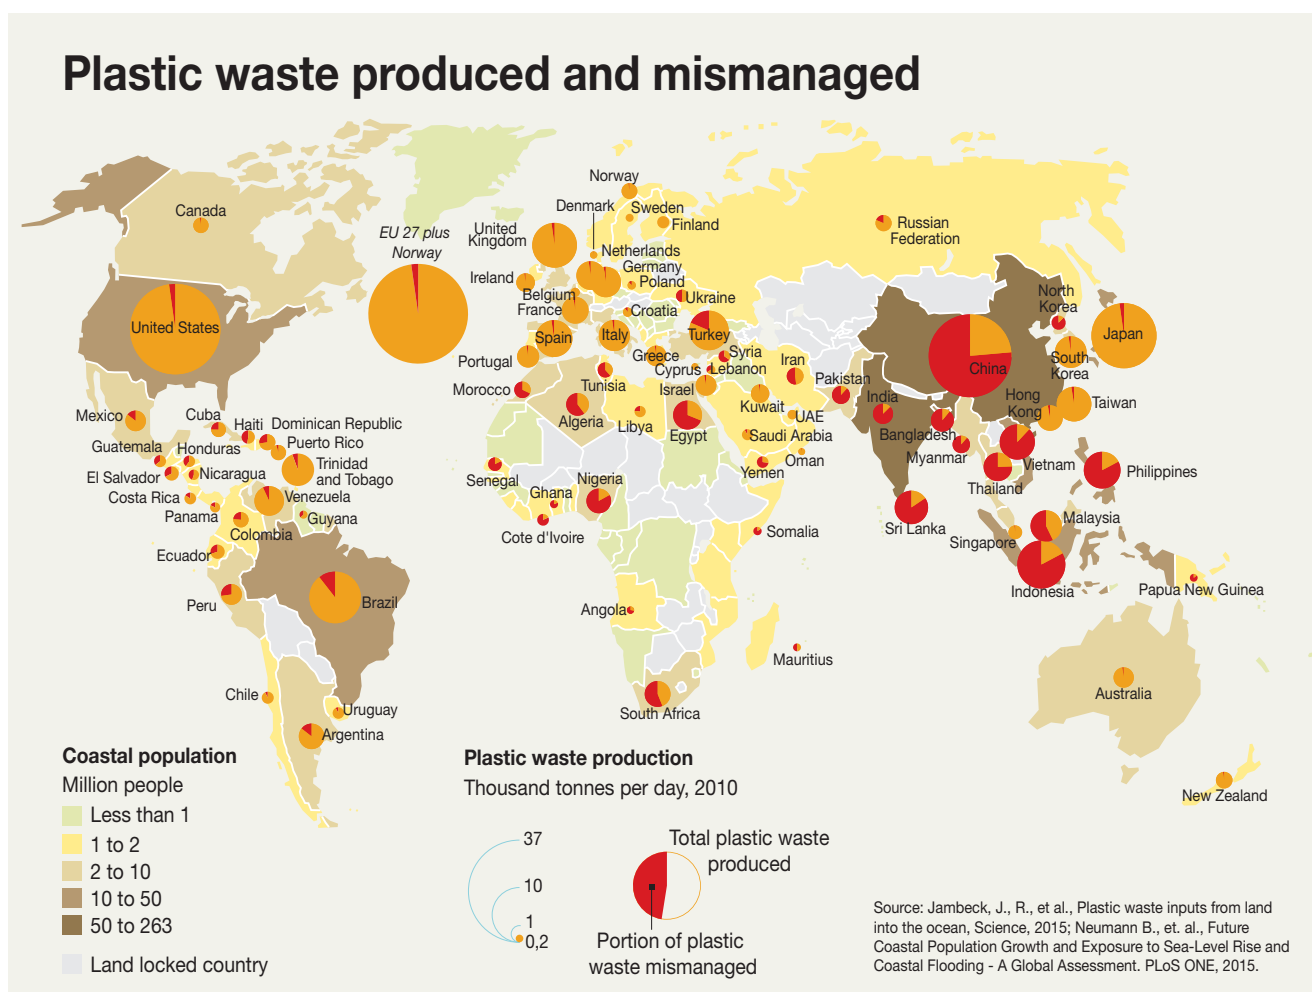 Plastic waste produced and mismanaged
Canada
EU 27 plus
Norway
United
Kingdom
Norway
Denmark
Sweden
Finland
Netherlands
Germany
Poland
Ireland
Belgium
France
Croatia
Ukraine
Russian
Federation
United States
Spain
Italy
Turkey
Portugal
Greece
Cyprus
Syria
Lebanon
Iran
Morocco
Tunisia
Israel
Pakistan
India
China
North
Korea
South
Korea
Japan
Hong
Kong
Taiwan
Mexico
Cuba
Haiti
Dominican Republic
Puerto Rico
Guatemala
Honduras
El Salvador
Nicaragua
Trinidad
and Tobago
Costa Rica
Venezuela
Panama
Guyana
Colombia
Ecuador
Peru
Brazil
Chile
Uruguay
Argentina
Algeria
Libya
Egypt
Kuwait
UAE
Saudi Arabia
Oman
Yemen
Senegal
Ghana
Nigeria
Cote d'Ivoire
Somalia
Angola
Mauritius
South Africa
Bangladesh
Myanmar
Vietnam
Thailand
Philippines
Sri Lanka
Malaysia
Singapore
Indonesia
Papua New Guinea
Australia
New Zealand
Coastal population
Million people
Less than 1
1 to 2
2 to 10
10 to 50
50 to 263
Land locked country
Plastic waste production
Thousand tonnes per day, 2010
37
10
1
0,2
Total plastic waste
produced
Portion of plastic
waste mismanaged
Source: Jambeck, J., R., et al., Plastic waste inputs from land
into the ocean, Science, 2015; Neumann B., et. al., Future
Coastal Population Growth and Exposure to Sea-Level Rise and
Coastal Flooding - A Global Assessment. PLoS ONE, 2015.